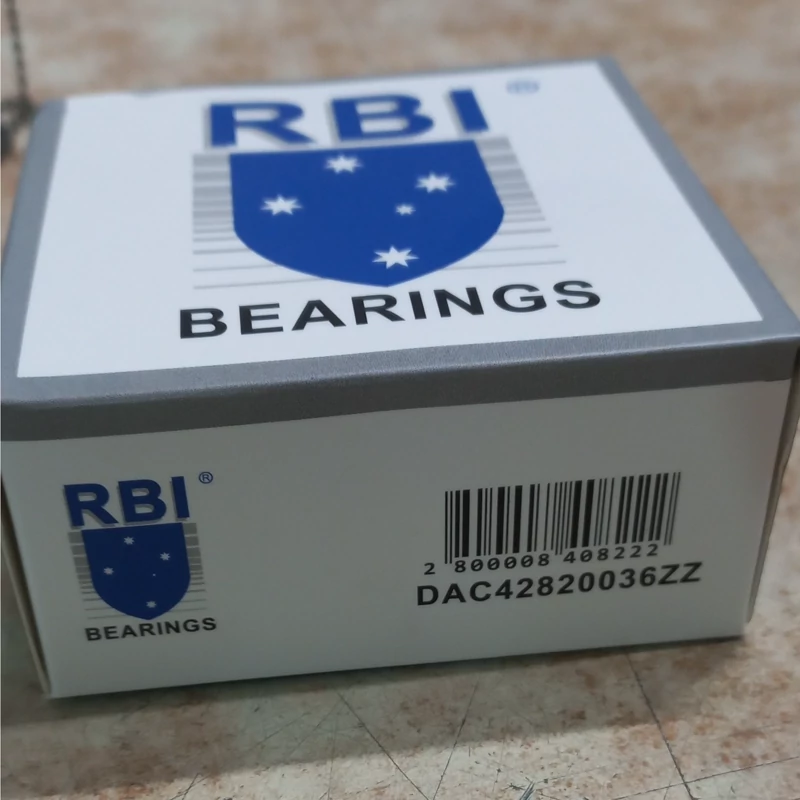 RBI ®
BEARINGS
RBI ®
BEARINGS
2 800008 408222
DAC42820036ZZ